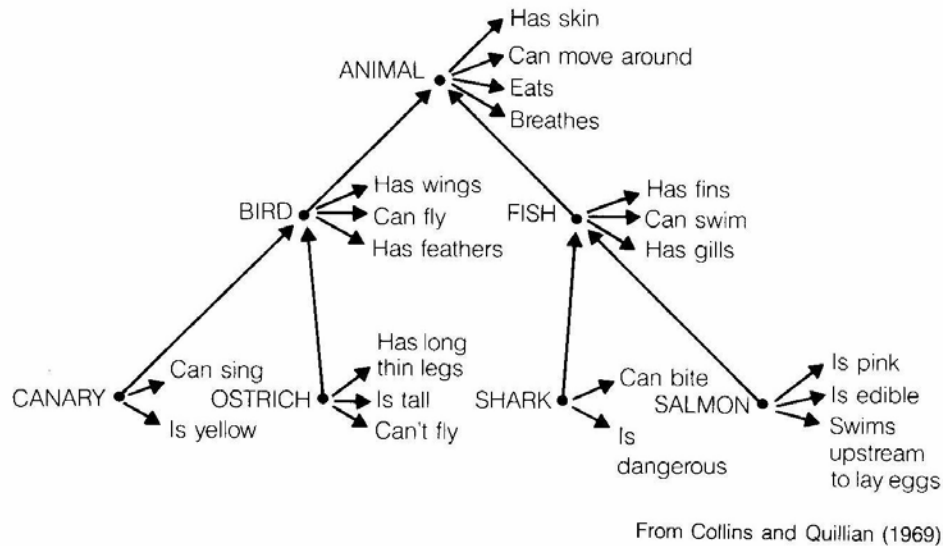 Has skin
Can move around
ANIMAL
Eats
Breathes
Has wings
BIRD
Can fly
Has feathers
Has fins
FISH
Can swim
Has gills
Can sing
CANARY
Is yellow
Has long
thin legs
OSTRICH
Is tall
Can't fly
Can bite
SHARK
Is
dangerous
Is pink
SALMON
Is edible
Swims
upstream
to lay eggs
From Collins and Quillian (1969)